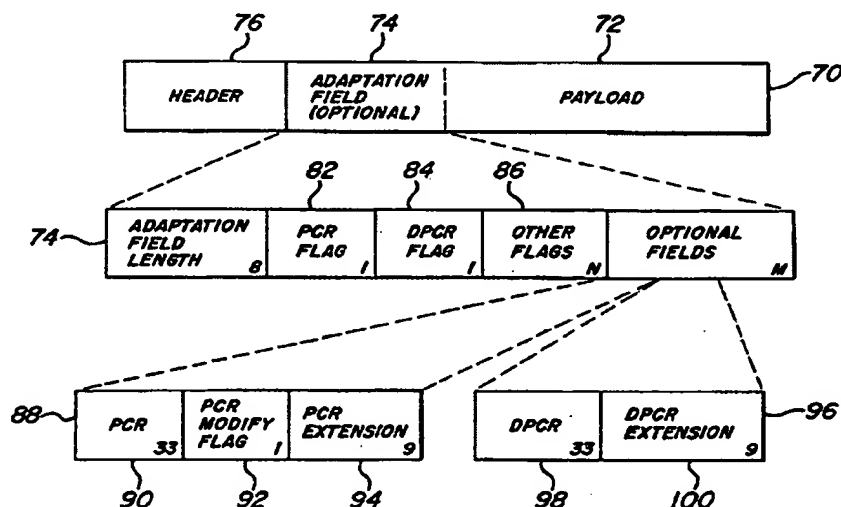 76 74 72
HEADER
ADAPTATION
FIELD
(OPTIONAL)
PAYLOAD
70
82 84 86
74
ADAPTATION
FIELD
LENGTH
8
PCR
FLAG
1
DPCR
FLAG
1
OTHER
FLAGS
N
OPTIONAL
FIELDS
M
88
PCR
33
PCR
MODIFY
FLAG
1
PCR
EXTENSION
9
DPCR
33
DPCR
EXTENSION
9
96
90 92 94 98 100